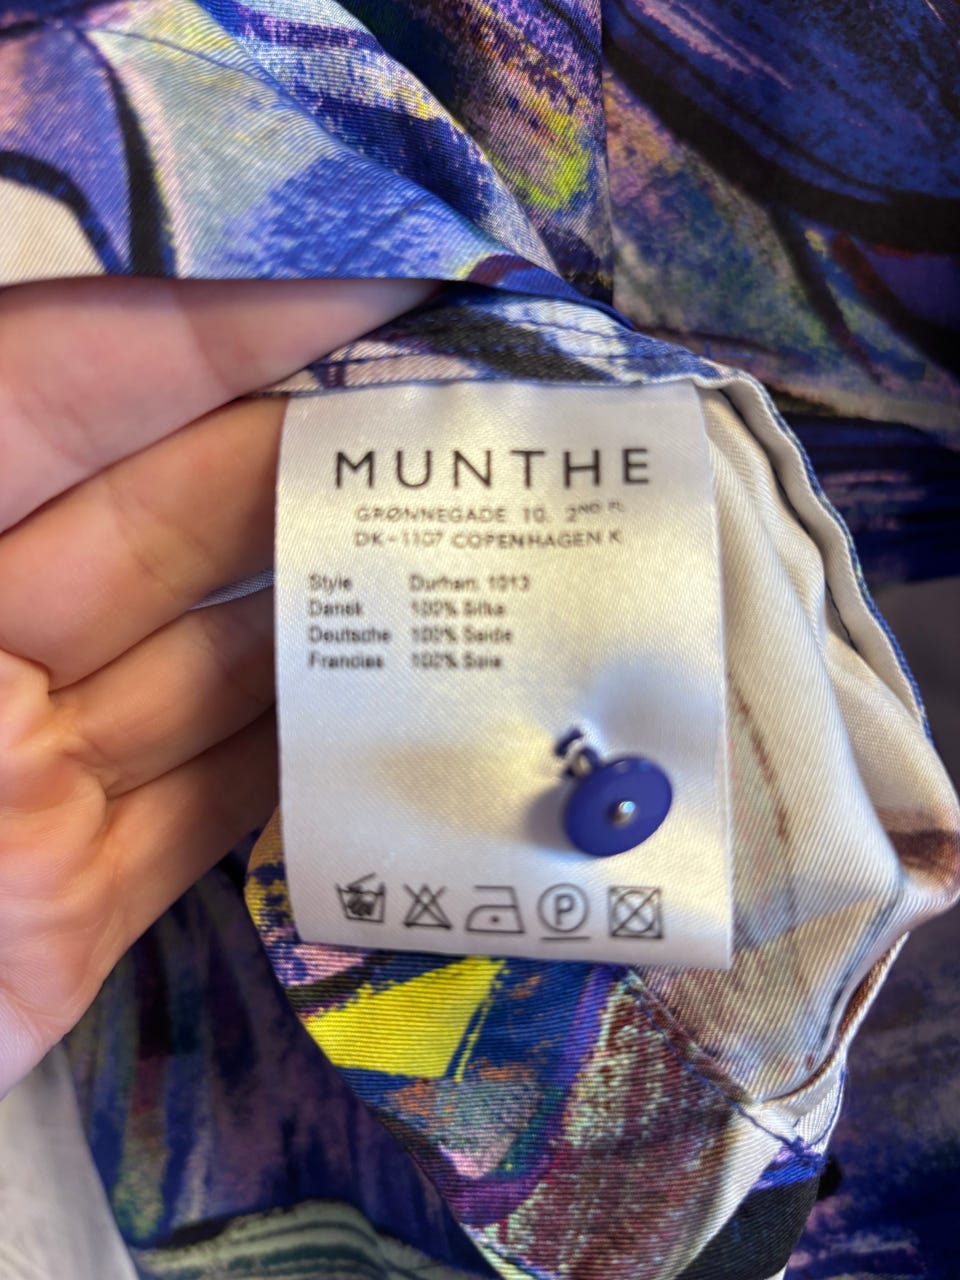 MUNTHE
GRØNNEGADE 10, 2ND FL
DK-1107 COPENHAGEN K
Style Durham 1013
Dansk 100% Silke
Deutsche 100% Seide
Francias 100% Soie
P